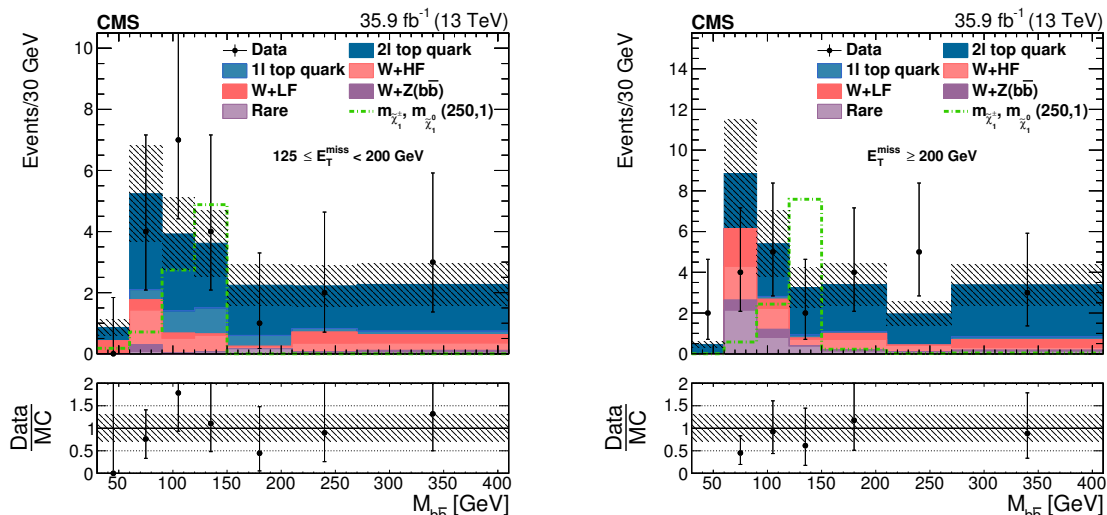 CMS 35.9 fb⁻¹ (13 TeV)
Events/30 GeV
10
8
6
4
2
0
Data 2l top quark
1l top quark W+HF
W+LF W+Z(bb̅)
Rare m_χ̃₁±, m_χ̃₁⁰ (250,1)
125 ≤ E_T^miss < 200 GeV
Data
MC
2
1.5
1
0.5
0
50 100 150 200 250 300 350 400
M_bb̅ [GeV]
CMS 35.9 fb⁻¹ (13 TeV)
Events/30 GeV
14
12
10
8
6
4
2
0
Data 2l top quark
1l top quark W+HF
W+LF W+Z(bb̅)
Rare m_χ̃₁±, m_χ̃₁⁰ (250,1)
E_T^miss ≥ 200 GeV
Data
MC
2
1.5
1
0.5
0
50 100 150 200 250 300 350 400
M_bb̅ [GeV]